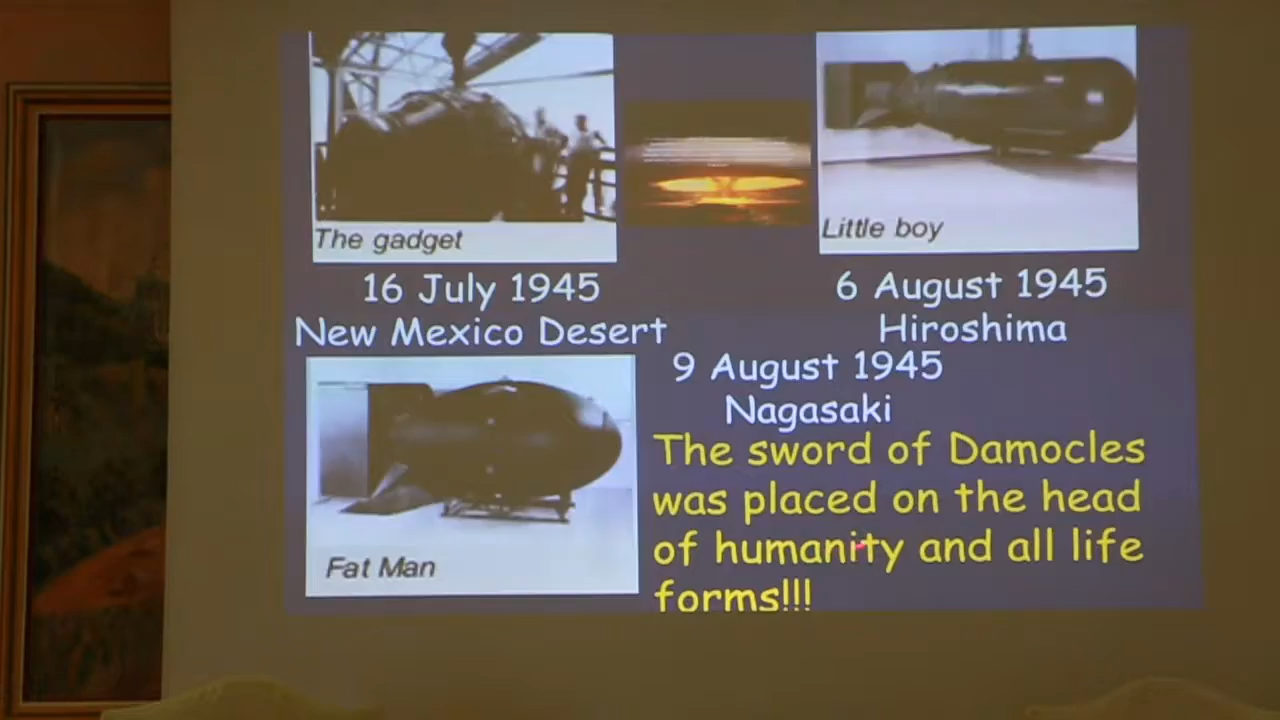 The gadget
16 July 1945
New Mexico Desert
Little boy
6 August 1945
Hiroshima
Fat Man
9 August 1945
Nagasaki
The sword of Damocles
was placed on the head
of humanity and all life
forms!!!